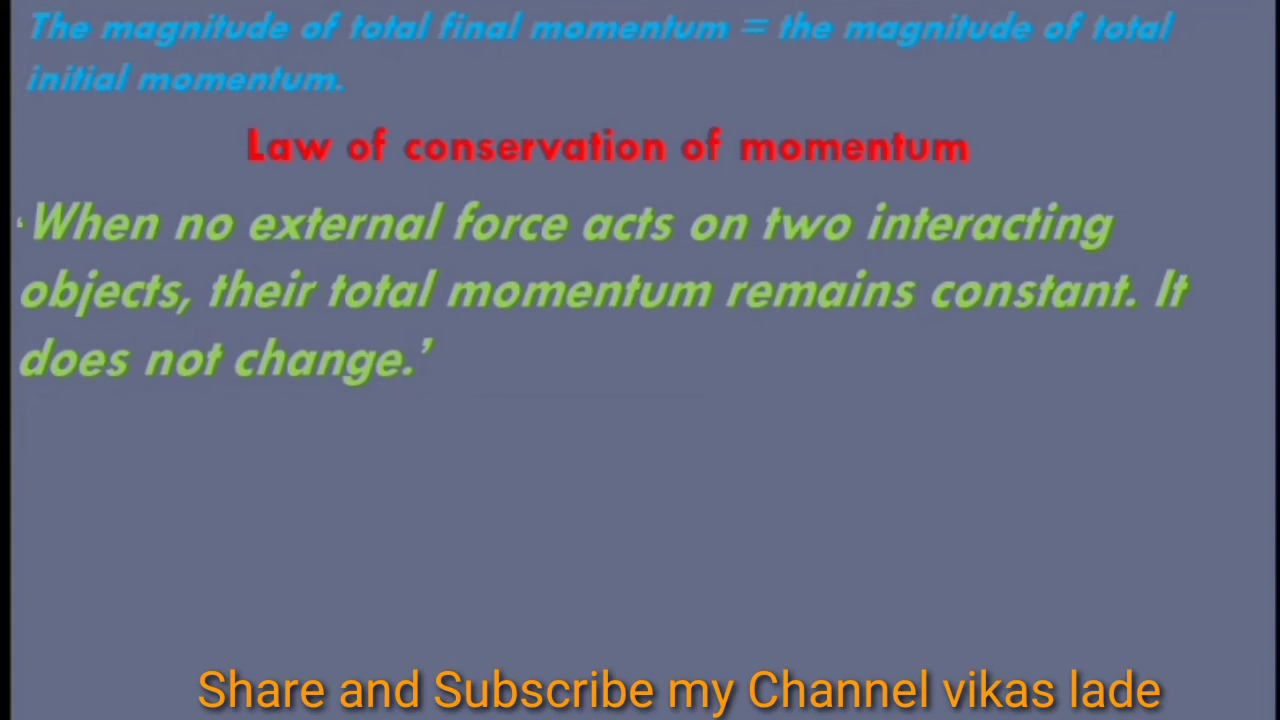 The magnitude of total final momentum = the magnitude of total
initial momentum.
Law of conservation of momentum
‘When no external force acts on two interacting
objects, their total momentum remains constant. It
does not change.’
Share and Subscribe my Channel vikas lade